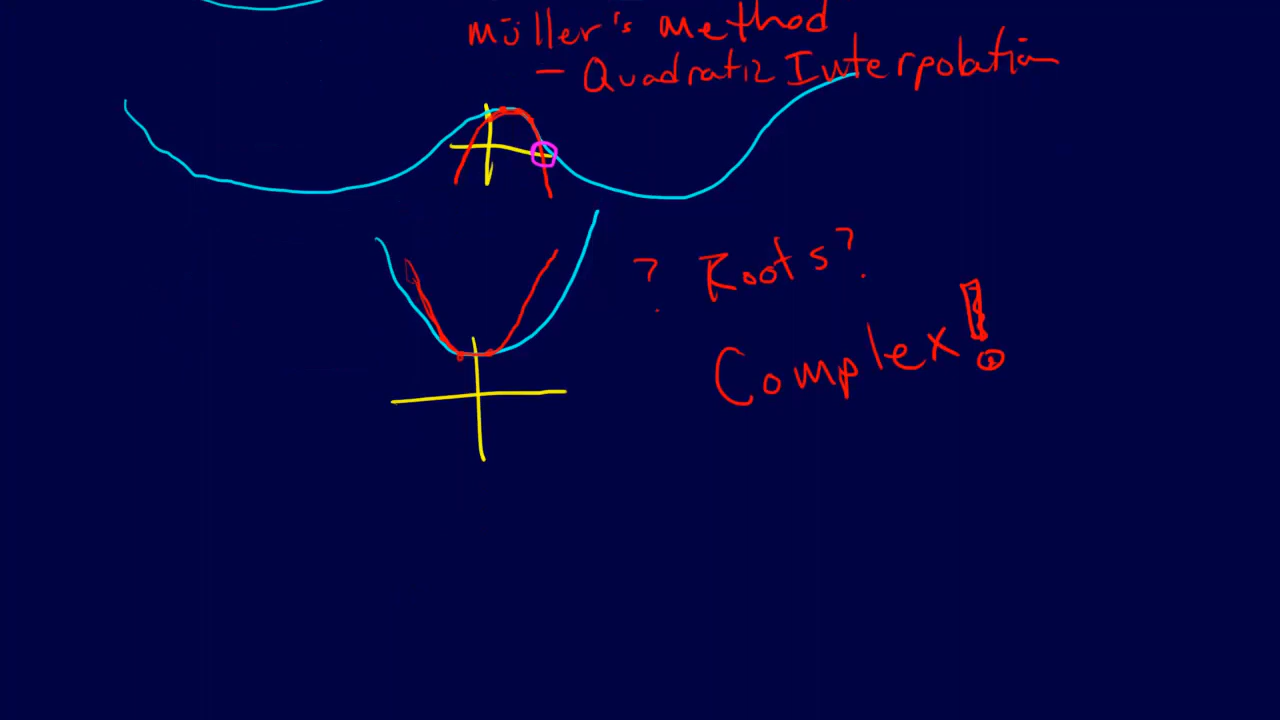 Müller's method
- Quadratic Interpolation
? Roots?
Complex!